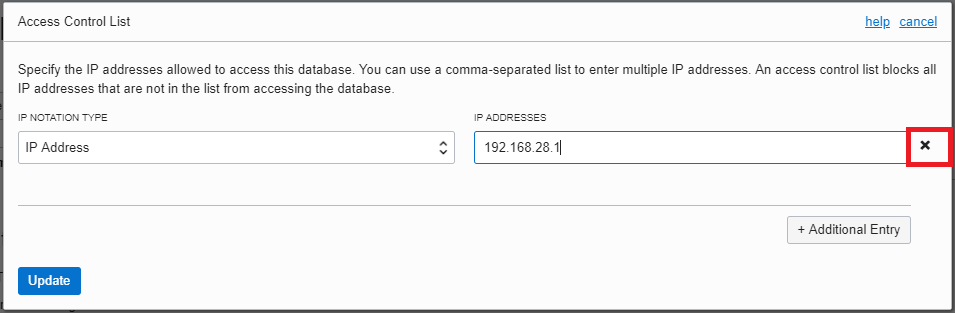 Access Control List
help cancel
Specify the IP addresses allowed to access this database. You can use a comma-separated list to enter multiple IP addresses. An access control list blocks all
IP addresses that are not in the list from accessing the database.
IP NOTATION TYPE
IP ADDRESSES
IP Address
192.168.28.1
+ Additional Entry
Update